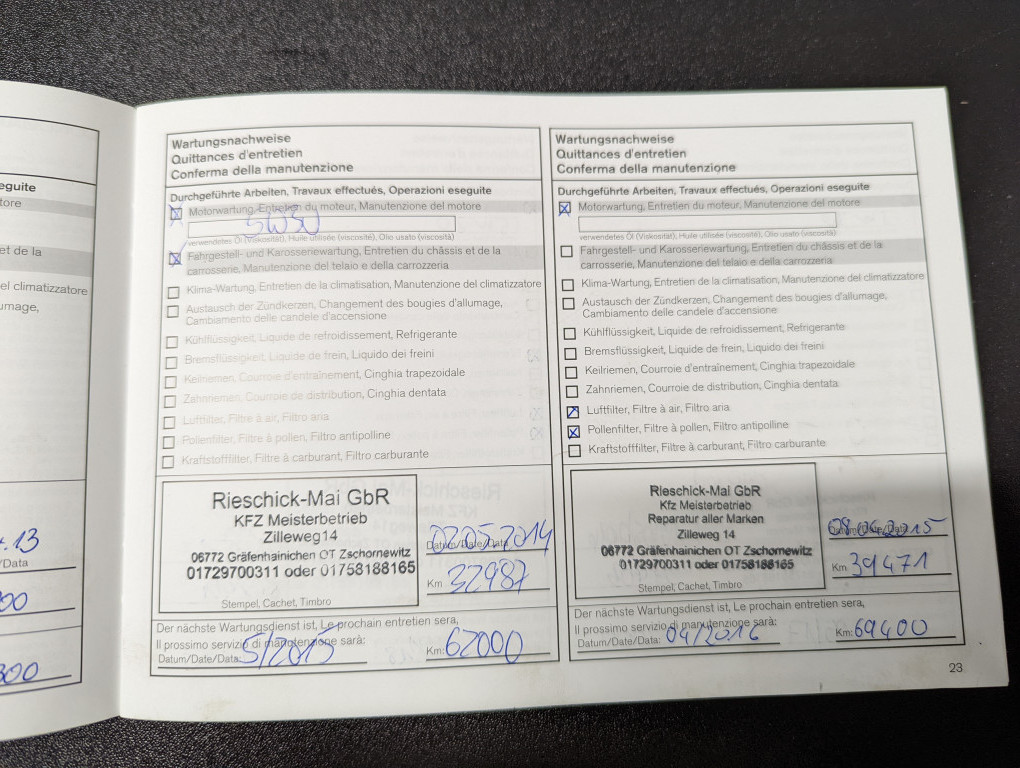 eguite
tore
et de la
el climatizzatore
umage,
.13
/Data
00
300
Wartungsnachweise
Quittances d'entretien
Conferma della manutenzione
Durchgeführte Arbeiten, Travaux effectués, Operazioni eseguite
Motorwartung, Entretien du moteur, Manutenzione del motore
5W30
verwendetes Öl (Viskosität), Huile utilisée (viscosité), Olio usato (viscosità)
Fahrgestell- und Karosseriewartung, Entretien du châssis et de la
carrosserie, Manutenzione del telaio e della carrozzeria
Klima-Wartung, Entretien de la climatisation, Manutenzione del climatizzatore
Austausch der Zündkerzen, Changement des bougies d'allumage,
Cambiamento delle candele d'accensione
Kühlflüssigkeit, Liquide de refroidissement, Refrigerante
Bremsflüssigkeit, Liquide de frein, Liquido dei freini
Keilriemen, Courroie d'entraînement, Cinghia trapezoidale
Zahnriemen, Courroie de distribution, Cinghia dentata
Luftfilter, Filtre à air, Filtro aria
Pollenfilter, Filtre à pollen, Filtro antipolline
Kraftstofffilter, Filtre à carburant, Filtro carburante
Rieschick-Mai GbR
KFZ Meisterbetrieb
Zilleweg14
06772 Gräfenhainichen OT Zschornewitz
01729700311 oder 01758188165
Stempel, Cachet, Timbro
02.05.2014
Datum/Date/Data
Km 32987
Der nächste Wartungsdienst ist, Le prochain entretien sera,
Il prossimo servizio di manutenzione sarà:
Datum/Date/Data: 5/2015 Km: 62000
Wartungsnachweise
Quittances d'entretien
Conferma della manutenzione
Durchgeführte Arbeiten, Travaux effectués, Operazioni eseguite
Motorwartung, Entretien du moteur, Manutenzione del motore
verwendetes Öl (Viskosität), Huile utilisée (viscosité), Olio usato (viscosità)
Fahrgestell- und Karosseriewartung, Entretien du châssis et de la
carrosserie, Manutenzione del telaio e della carrozzeria
Klima-Wartung, Entretien de la climatisation, Manutenzione del climatizzatore
Austausch der Zündkerzen, Changement des bougies d'allumage,
Cambiamento delle candele d'accensione
Kühlflüssigkeit, Liquide de refroidissement, Refrigerante
Bremsflüssigkeit, Liquide de frein, Liquido dei freini
Keilriemen, Courroie d'entraînement, Cinghia trapezoidale
Zahnriemen, Courroie de distribution, Cinghia dentata
Luftfilter, Filtre à air, Filtro aria
Pollenfilter, Filtre à pollen, Filtro antipolline
Kraftstofffilter, Filtre à carburant, Filtro carburante
Rieschick-Mai GbR
Kfz Meisterbetrieb
Reparatur aller Marken
Zilleweg 14
06772 Gräfenhainichen OT Zschornewitz
01729700311 oder 01758188165
Stempel, Cachet, Timbro
09.04.2015
Datum/Date/Data
Km 39471
Der nächste Wartungsdienst ist, Le prochain entretien sera,
Il prossimo servizio di manutenzione sarà:
Datum/Date/Data: 04/2016 Km: 69400
23